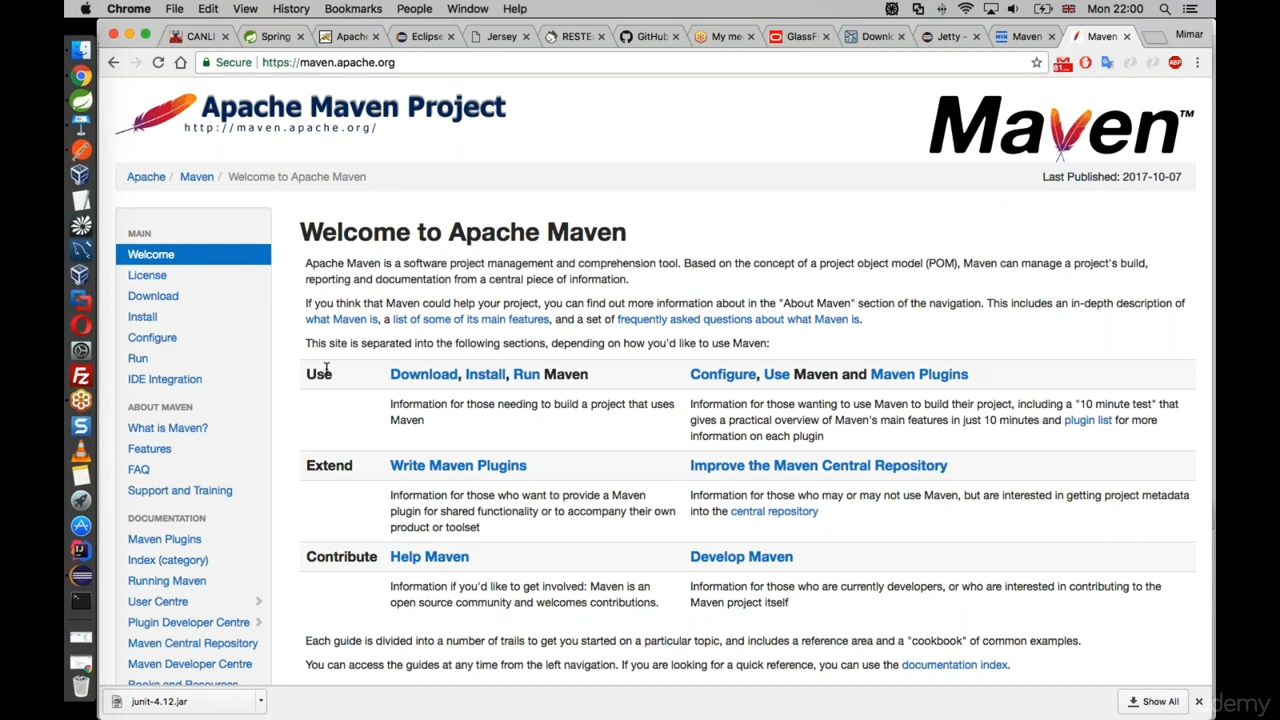 Chrome File Edit View History Bookmarks People Window Help Mon 22:00
CANLI Spring Apache Eclipse Jersey RESTE GitHub My me GlassF Downlo Jetty - Maven Maven Mimar
Secure https://maven.apache.org
Apache Maven Project
http://maven.apache.org/
Maven™
Apache / Maven / Welcome to Apache Maven Last Published: 2017-10-07
MAIN
Welcome
License
Download
Install
Configure
Run
IDE Integration
ABOUT MAVEN
What is Maven?
Features
FAQ
Support and Training
DOCUMENTATION
Maven Plugins
Index (category)
Running Maven
User Centre
Plugin Developer Centre
Maven Central Repository
Maven Developer Centre
Books and Resources
Welcome to Apache Maven
Apache Maven is a software project management and comprehension tool. Based on the concept of a project object model (POM), Maven can manage a project's build,
reporting and documentation from a central piece of information.
If you think that Maven could help your project, you can find out more information about in the "About Maven" section of the navigation. This includes an in-depth description of
what Maven is, a list of some of its main features, and a set of frequently asked questions about what Maven is.
This site is separated into the following sections, depending on how you'd like to use Maven:
Use Download, Install, Run Maven Configure, Use Maven and Maven Plugins
Information for those needing to build a project that uses
Maven
Information for those wanting to use Maven to build their project, including a "10 minute test" that
gives a practical overview of Maven's main features in just 10 minutes and plugin list for more
information on each plugin
Extend Write Maven Plugins Improve the Maven Central Repository
Information for those who want to provide a Maven
plugin for shared functionality or to accompany their own
product or toolset
Information for those who may or may not use Maven, but are interested in getting project metadata
into the central repository
Contribute Help Maven Develop Maven
Information if you'd like to get involved: Maven is an
open source community and welcomes contributions.
Information for those who are currently developers, or who are interested in contributing to the
Maven project itself
Each guide is divided into a number of trails to get you started on a particular topic, and includes a reference area and a "cookbook" of common examples.
You can access the guides at any time from the left navigation. If you are looking for a quick reference, you can use the documentation index.
junit-4.12.jar Show All
udemy